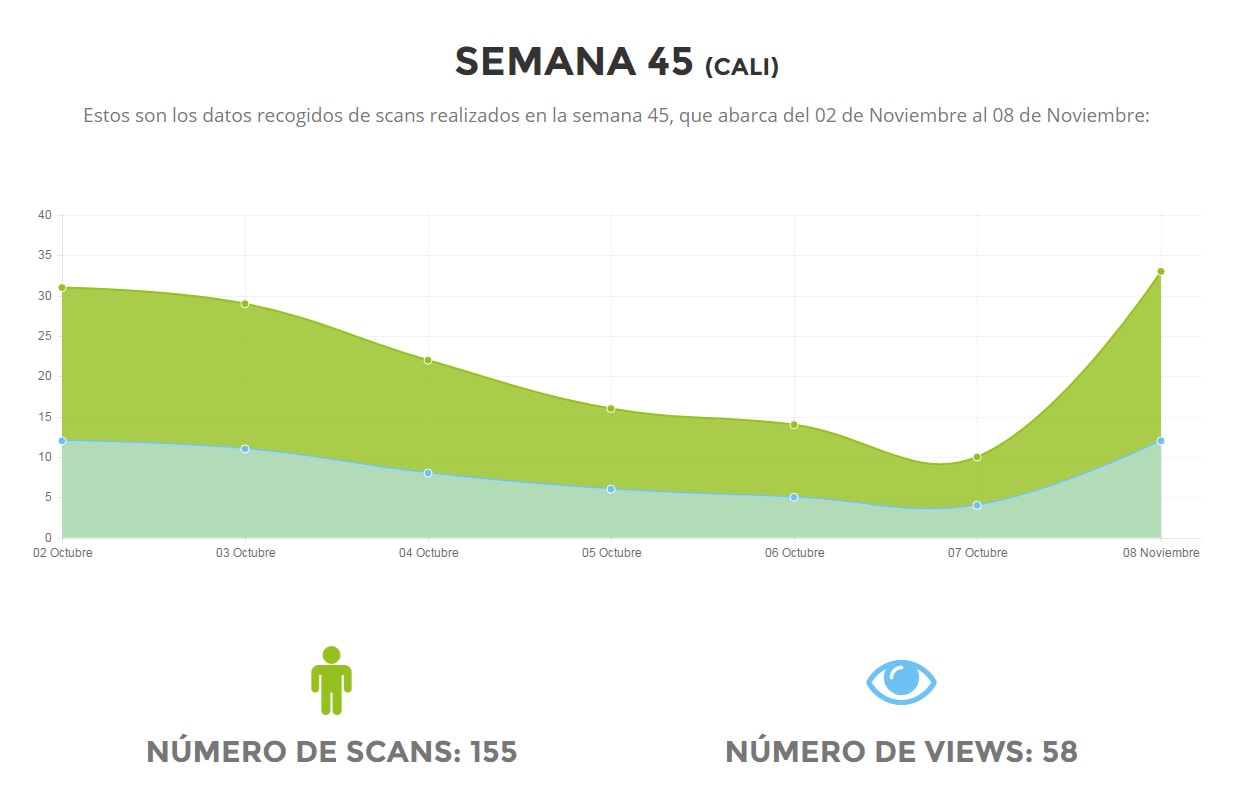 SEMANA 45 (CALI)
Estos son los datos recogidos de scans realizados en la semana 45, que abarca del 02 de Noviembre al 08 de Noviembre:
40
35
30
25
20
15
10
5
0
02 Octubre 03 Octubre 04 Octubre 05 Octubre 06 Octubre 07 Octubre 08 Noviembre
NÚMERO DE SCANS: 155 NÚMERO DE VIEWS: 58